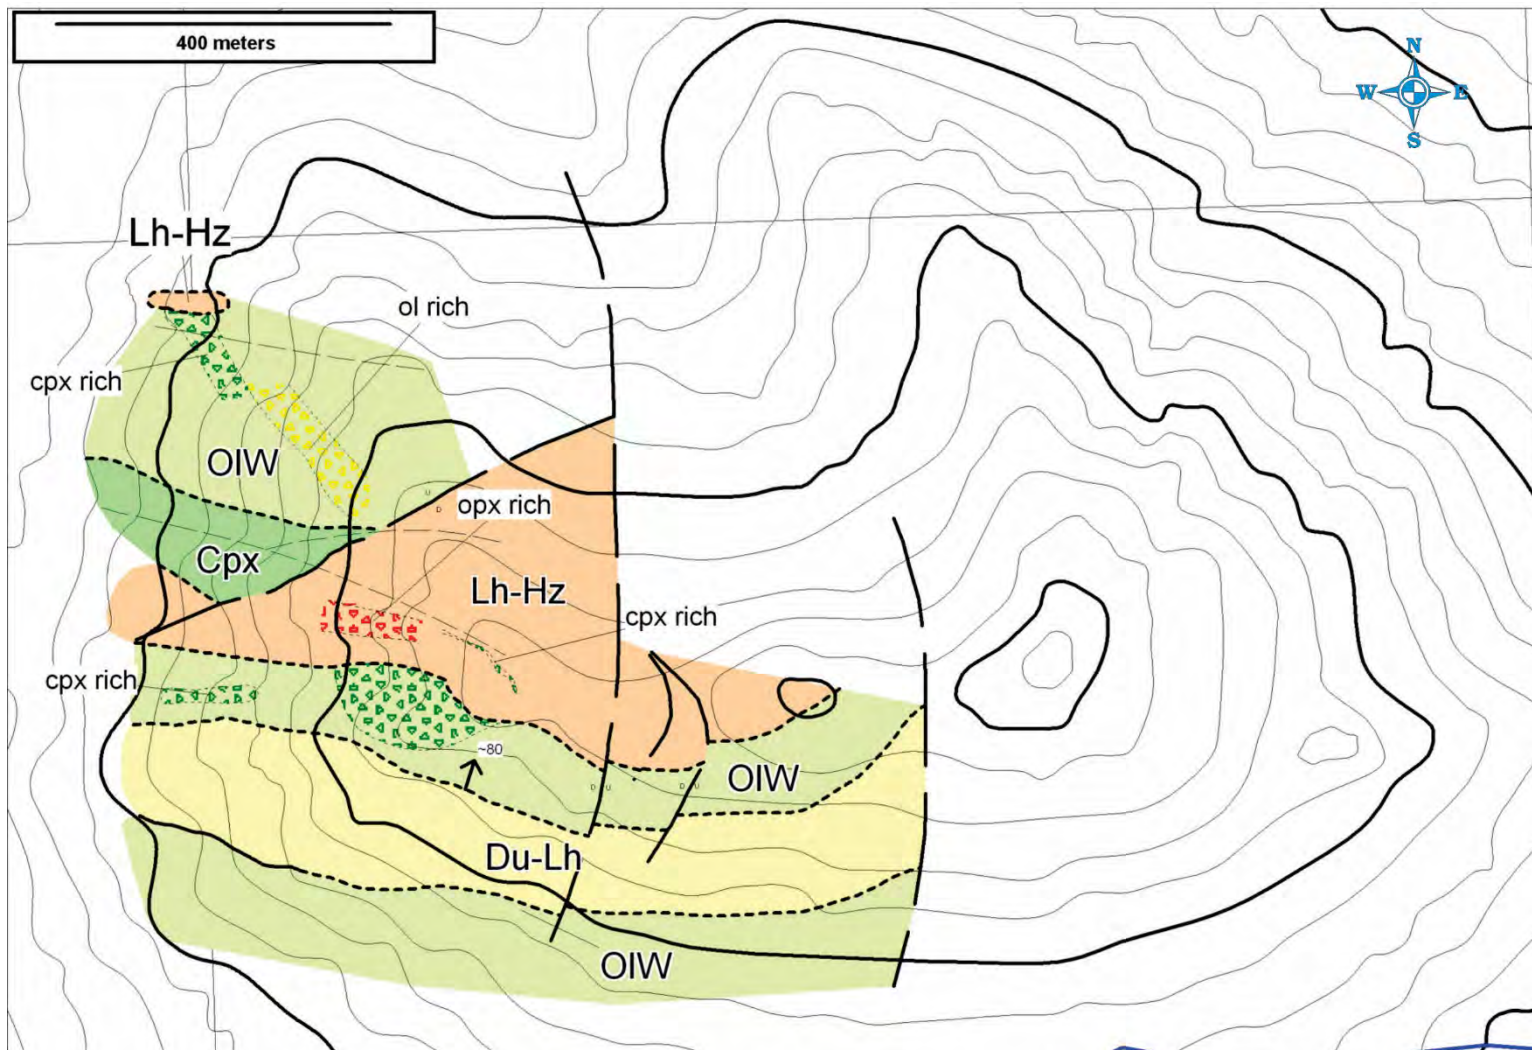 400 meters
N
W E
S
Lh-Hz
ol rich
cpx rich
OlW
U
D
opx rich
Cpx
Lh-Hz
cpx rich
cpx rich
~80
OlW
D U
D U
Du-Lh
OlW